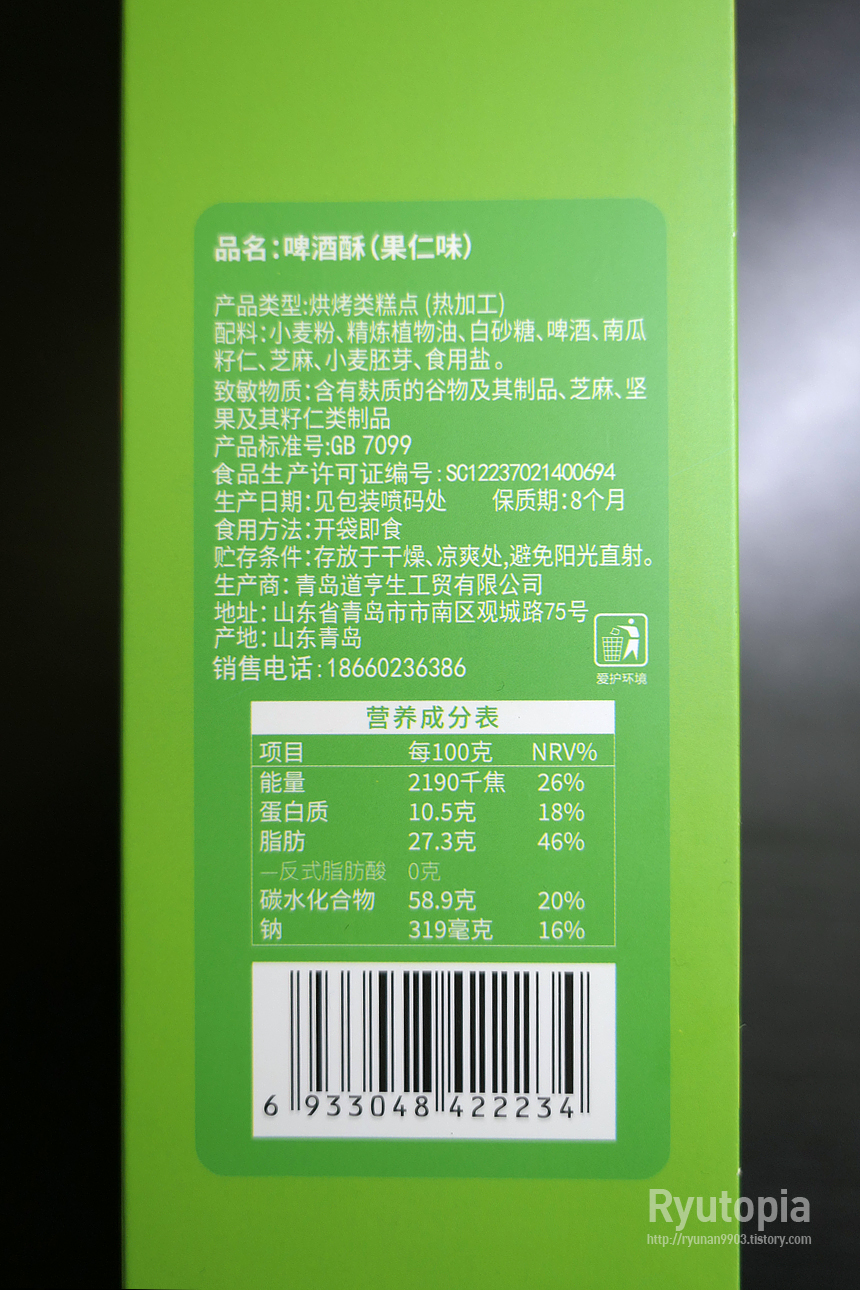 品名:啤酒酥(果仁味)
产品类型:烘烤类糕点 (热加工)
配料:小麦粉、精炼植物油、白砂糖、啤酒、南瓜
籽仁、芝麻、小麦胚芽、食用盐。
致敏物质:含有麸质的谷物及其制品、芝麻、坚
果及其籽仁类制品
产品标准号:GB 7099
食品生产许可证编号:SC12237021400694
生产日期:见包装喷码处 保质期:8个月
食用方法:开袋即食
贮存条件:存放于干燥、凉爽处,避免阳光直射。
生产商:青岛道亨生工贸有限公司
地址:山东省青岛市市南区观城路75号
产地:山东青岛
爱护环境
销售电话:18660236386
营养成分表
项目 每100克 NRV%
能量 2190千焦 26%
蛋白质 10.5克 18%
脂肪 27.3克 46%
—反式脂肪酸 0克
碳水化合物 58.9克 20%
钠 319毫克 16%
6 933048 422234
Ryutopia
http://ryunan9903.tistory.com